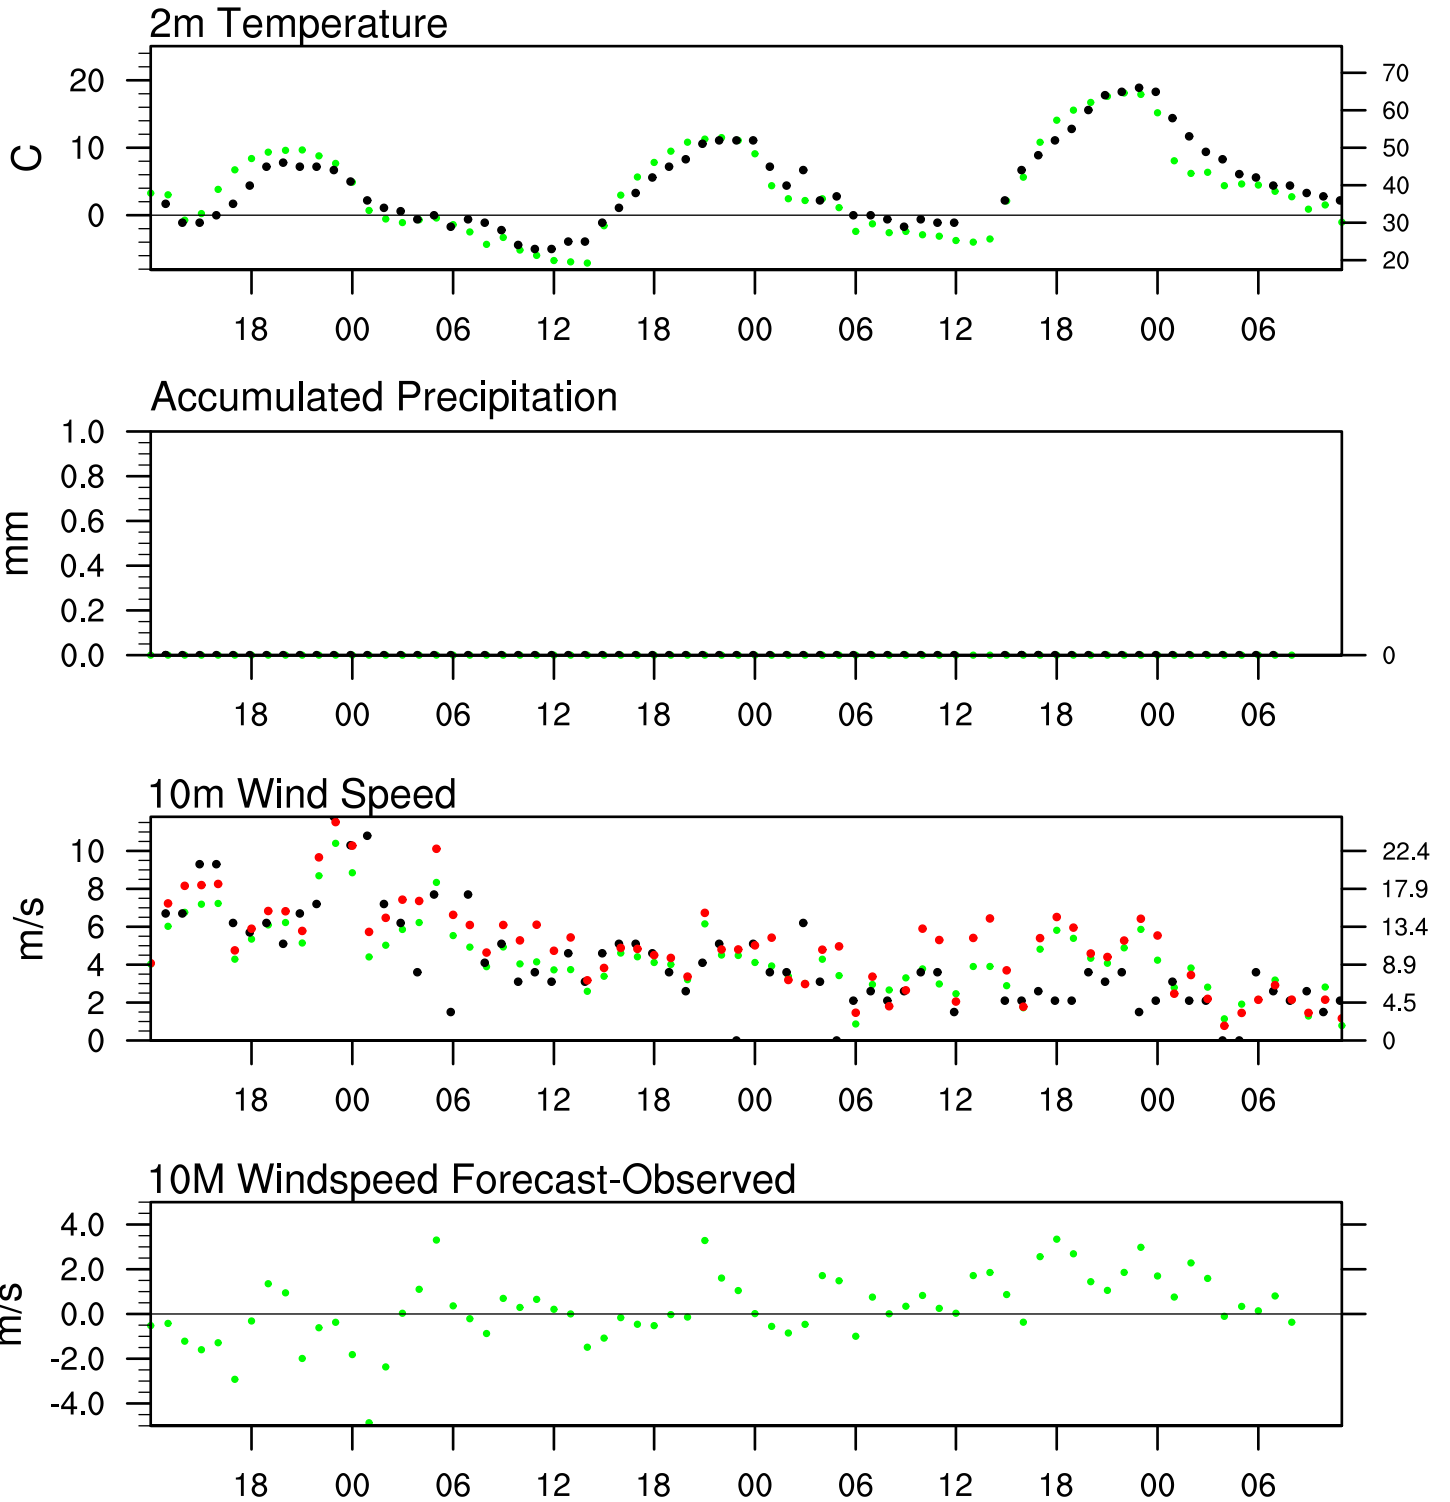 2m Temperature
C
20
10
0
70
60
50
40
30
20
18 00 06 12 18 00 06 12 18 00 06
Accumulated Precipitation
mm
1.0
0.8
0.6
0.4
0.2
0.0
0
18 00 06 12 18 00 06 12 18 00 06
10m Wind Speed
m/s
10
8
6
4
2
0
22.4
17.9
13.4
8.9
4.5
0
18 00 06 12 18 00 06 12 18 00 06
10M Windspeed Forecast-Observed
m/s
4.0
2.0
0.0
-2.0
-4.0
18 00 06 12 18 00 06 12 18 00 06